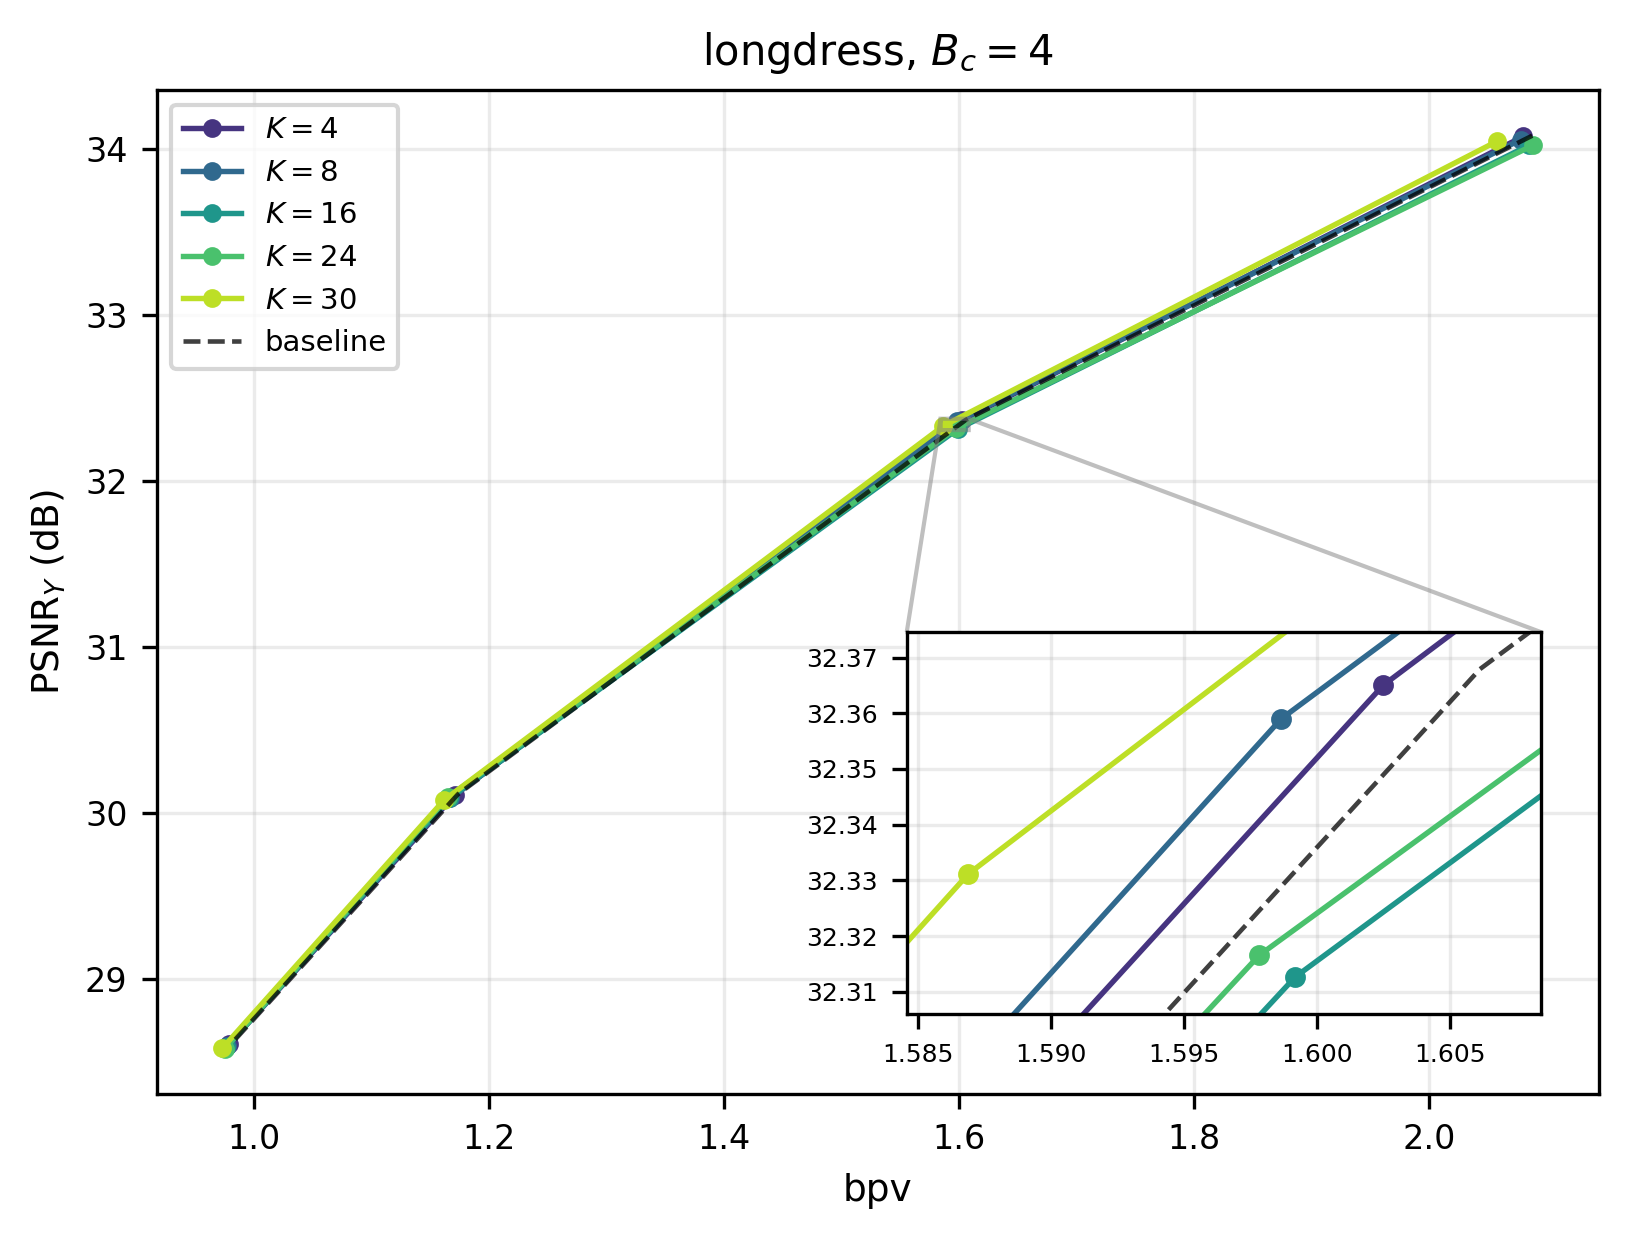 longdress, $B_c = 4$
K = 4
K = 8
K = 16
K = 24
K = 30
baseline
PSNR_Y (dB)
34
33
32
31
30
29
32.37
32.36
32.35
32.34
32.33
32.32
32.31
1.585 1.590 1.595 1.600 1.605
1.0 1.2 1.4 1.6 1.8 2.0
bpv